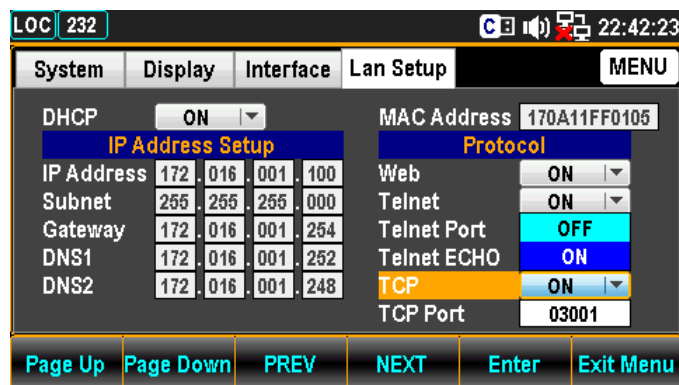 LOC 232 C 22:42:23
System Display Interface Lan Setup MENU
DHCP ON MAC Address 170A11FF0105
IP Address Setup Protocol
IP Address 172 . 016 . 001 . 100 Web ON
Subnet 255 . 255 . 255 . 000 Telnet ON
Gateway 172 . 016 . 001 . 254 Telnet Port OFF
DNS1 172 . 016 . 001 . 252 Telnet ECHO ON
DNS2 172 . 016 . 001 . 248 TCP ON
TCP Port 03001
Page Up Page Down PREV NEXT Enter Exit Menu